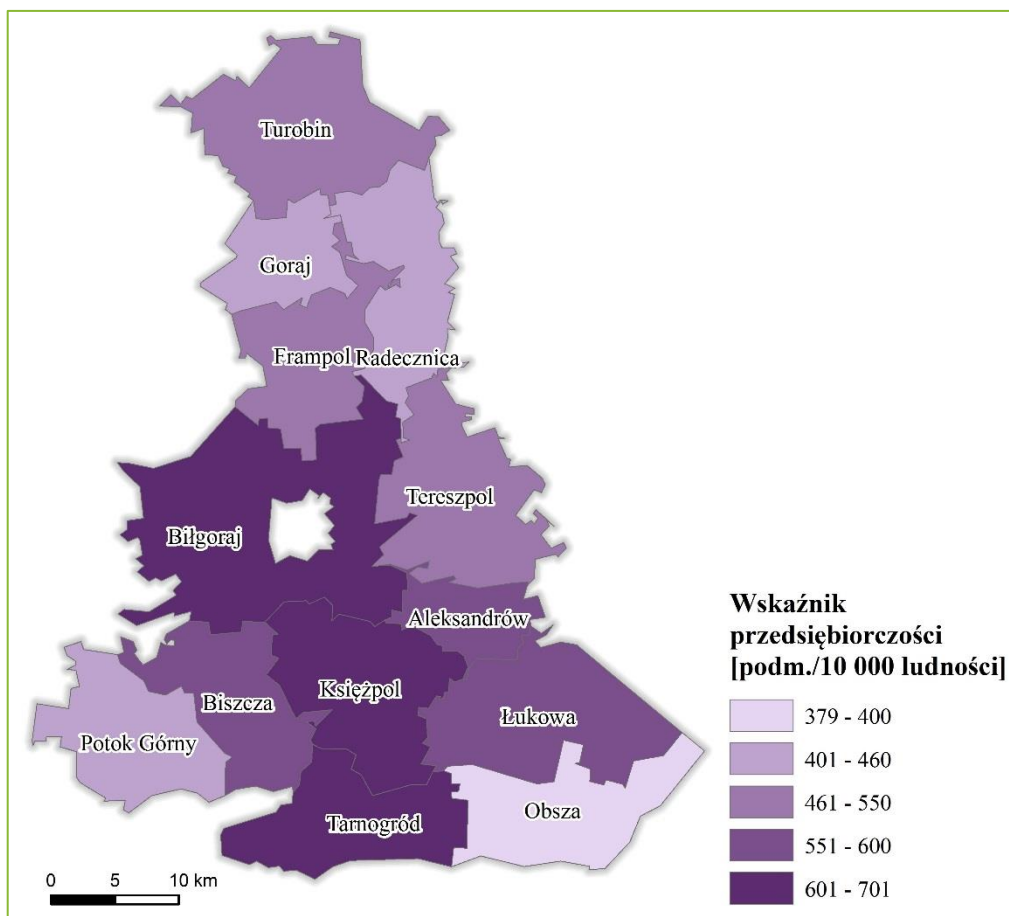 Turobin
Goraj
Frampol
Radecznica
Tereszpol
Biłgoraj
Aleksandrów
Księżpol
Biszcza
Łukowa
Potok Górny
Obsza
Tarnogród
0 5 10 km
Wskaźnik
przedsiębiorczości
[podm./10 000 ludności]
379 - 400
401 - 460
461 - 550
551 - 600
601 - 701